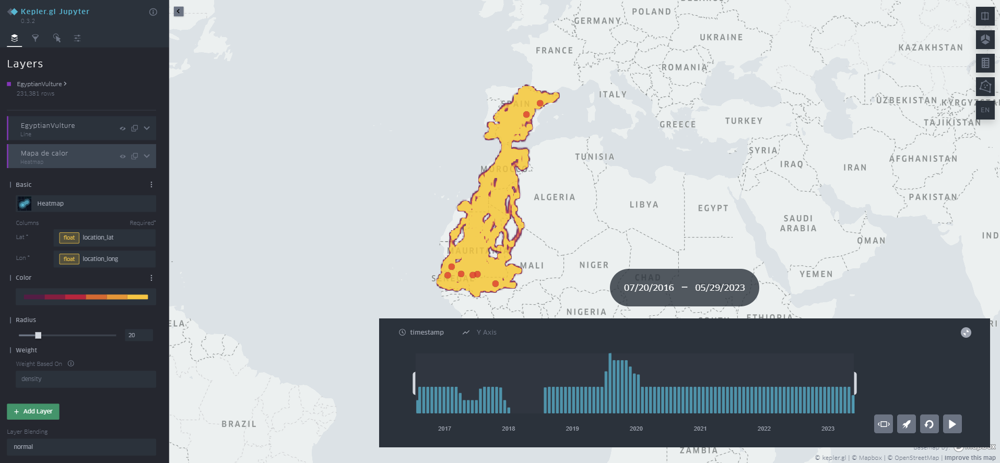 Kepler.gl Jupyter
0.3.2
Layers
EgyptianVulture
231,381 rows
EgyptianVulture
Line
Mapa de calor
Heatmap
Basic
Heatmap
Columns Required*
Lat * float location_lat
Lon * float location_long
Color
Radius
20
Weight
Weight Based On
density
+ Add Layer
Layer Blending
normal
POLAND
GERMANY
UKRAINE
FRANCE
KAZAKHSTAN
ROMANIA
ITALY
SPAIN
UZBEKISTAN
EN
TURKEY
GREECE
TAJIKISTAN
SYRIA
TUNISIA
AFGHANISTAN
MOROCCO
IRAQ
IRAN
ALGERIA
PAKISTAN
LIBYA
EGYPT
SAUDI
ARABIA
OMAN
IND
MAURITANIA
MALI
NIGER
YEMEN
SENEGAL
CHAD
07/20/2016 – 05/29/2023
NIGERIA
ETHIOPIA
ELA
BRAZIL
timestamp Y Axis
2017 2018 2019 2020 2021 2022 2023
ZAMBIA
Basemap by: mapbox
© kepler.gl | © Mapbox | © OpenStreetMap | Improve this map